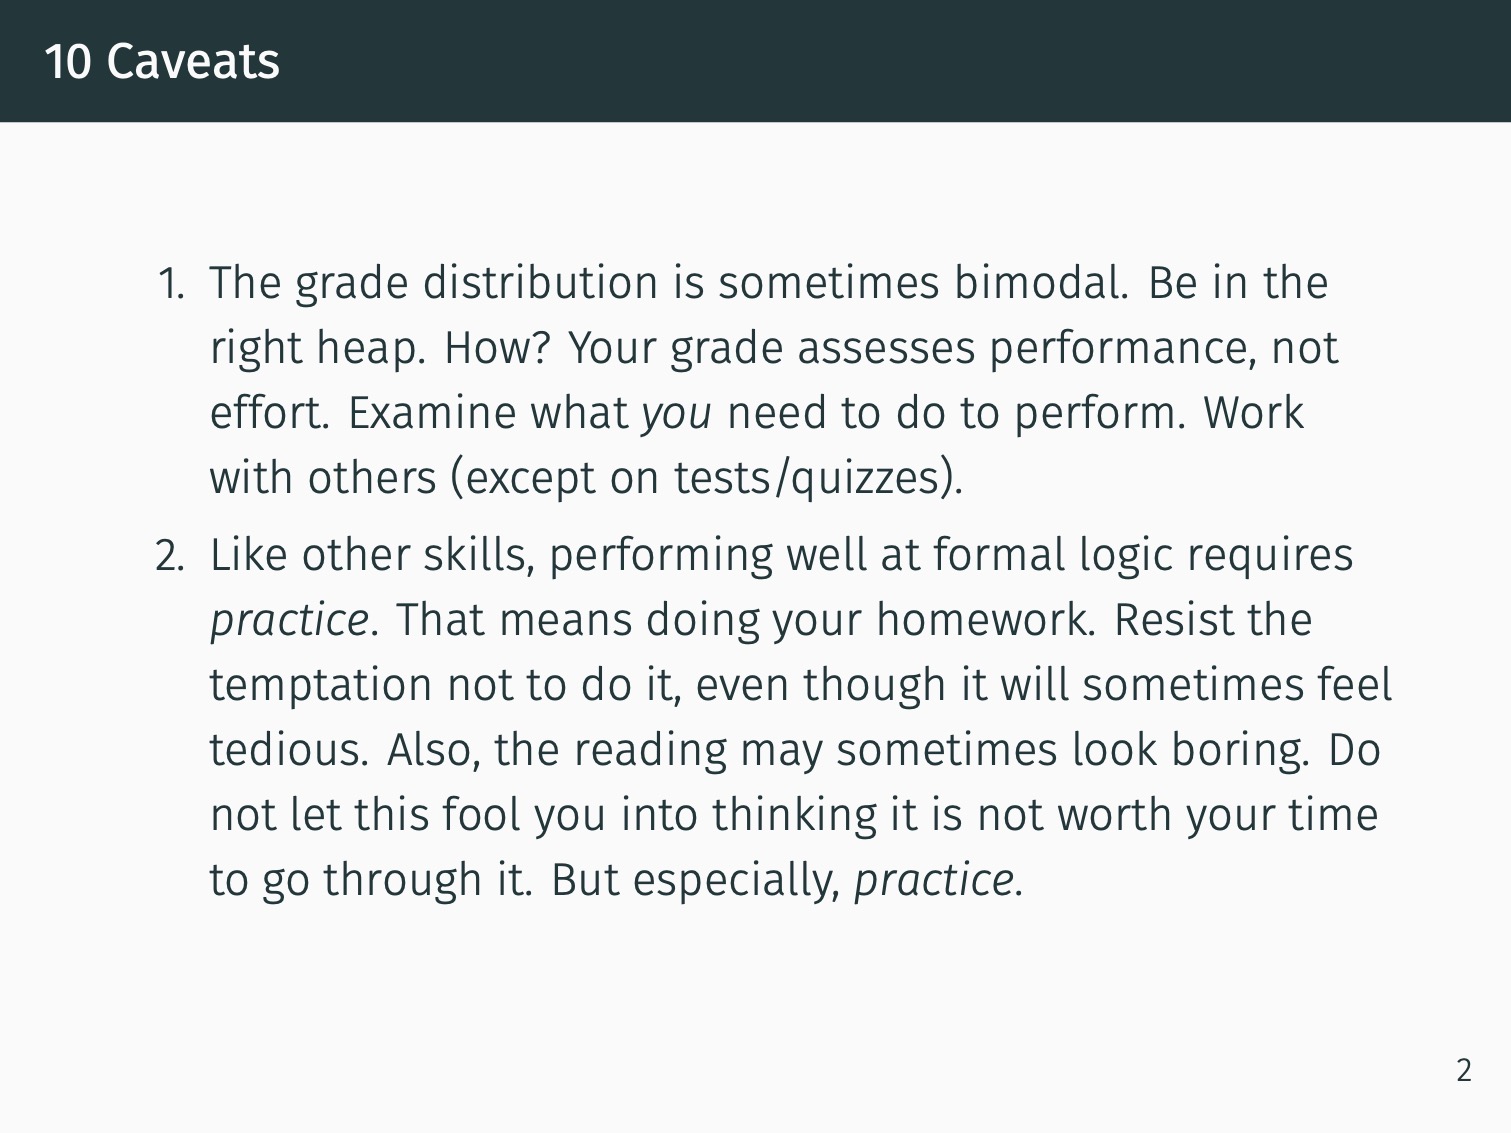 10 Caveats
1. The grade distribution is sometimes bimodal. Be in the
right heap. How? Your grade assesses performance, not
effort. Examine what you need to do to perform. Work
with others (except on tests/quizzes).
2. Like other skills, performing well at formal logic requires
practice. That means doing your homework. Resist the
temptation not to do it, even though it will sometimes feel
tedious. Also, the reading may sometimes look boring. Do
not let this fool you into thinking it is not worth your time
to go through it. But especially, practice.
2